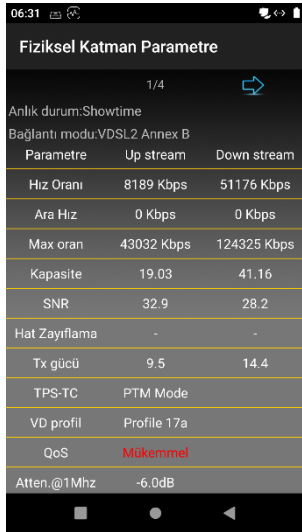 06:31
Fiziksel Katman Parametre
1/4
Anlık durum:Showtime
Bağlantı modu:VDSL2 Annex B
Parametre Up stream Down stream
Hız Oranı 8189 Kbps 51176 Kbps
Ara Hız 0 Kbps 0 Kbps
Max oran 43032 Kbps 124325 Kbps
Kapasite 19.03 41.16
SNR 32.9 28.2
Hat Zayıflama - -
Tx gücü 9.5 14.4
TPS-TC PTM Mode
VD profil Profile 17a
QoS Mükemmel
Atten.@1Mhz -6.0dB